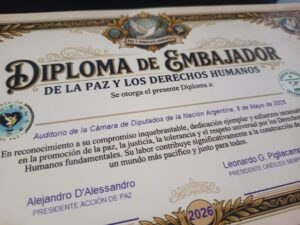 DIPLOMA DE EMBAJADOR
DE LA PAZ Y LOS DERECHOS HUMANOS
Se otorga el presente Diploma a:
Auditorio de la Cámara de Diputados de la Nación Argentina, 8 de Mayo de 2026
En reconocimiento a su compromiso inquebrantable, dedicación ejemplar y esfuerzos
en la promoción de la paz, la justicia, la tolerancia y el respeto universal por los Derechos
Humanos fundamentales. Su labor contribuye significativamente a la construcción de
un mundo más pacífico y justo para todos.
Alejandro D'Alessandro
PRESIDENTE ACCIÓN DE PAZ
Leonardo G. Pigliacamp
PRESIDENTE
2026